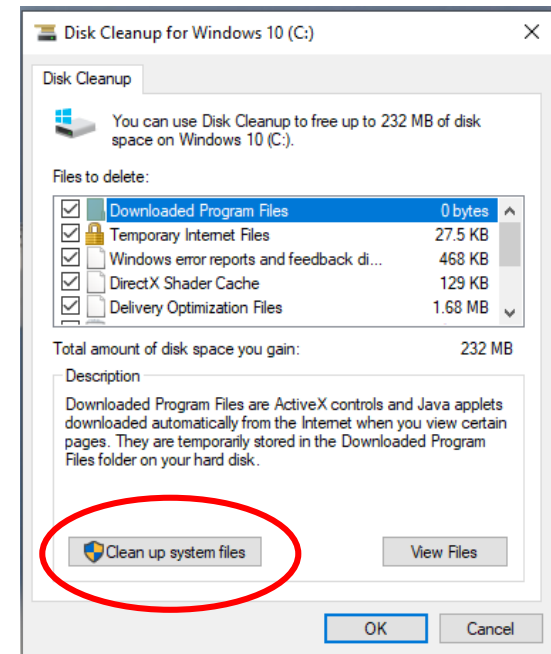 Disk Cleanup for Windows 10 (C:)
Disk Cleanup
You can use Disk Cleanup to free up to 232 MB of disk
space on Windows 10 (C:).
Files to delete:
Downloaded Program Files 0 bytes
Temporary Internet Files 27.5 KB
Windows error reports and feedback di... 468 KB
DirectX Shader Cache 129 KB
Delivery Optimization Files 1.68 MB
Total amount of disk space you gain: 232 MB
Description
Downloaded Program Files are ActiveX controls and Java applets
downloaded automatically from the Internet when you view certain
pages. They are temporarily stored in the Downloaded Program
Files folder on your hard disk.
Clean up system files View Files
OK Cancel